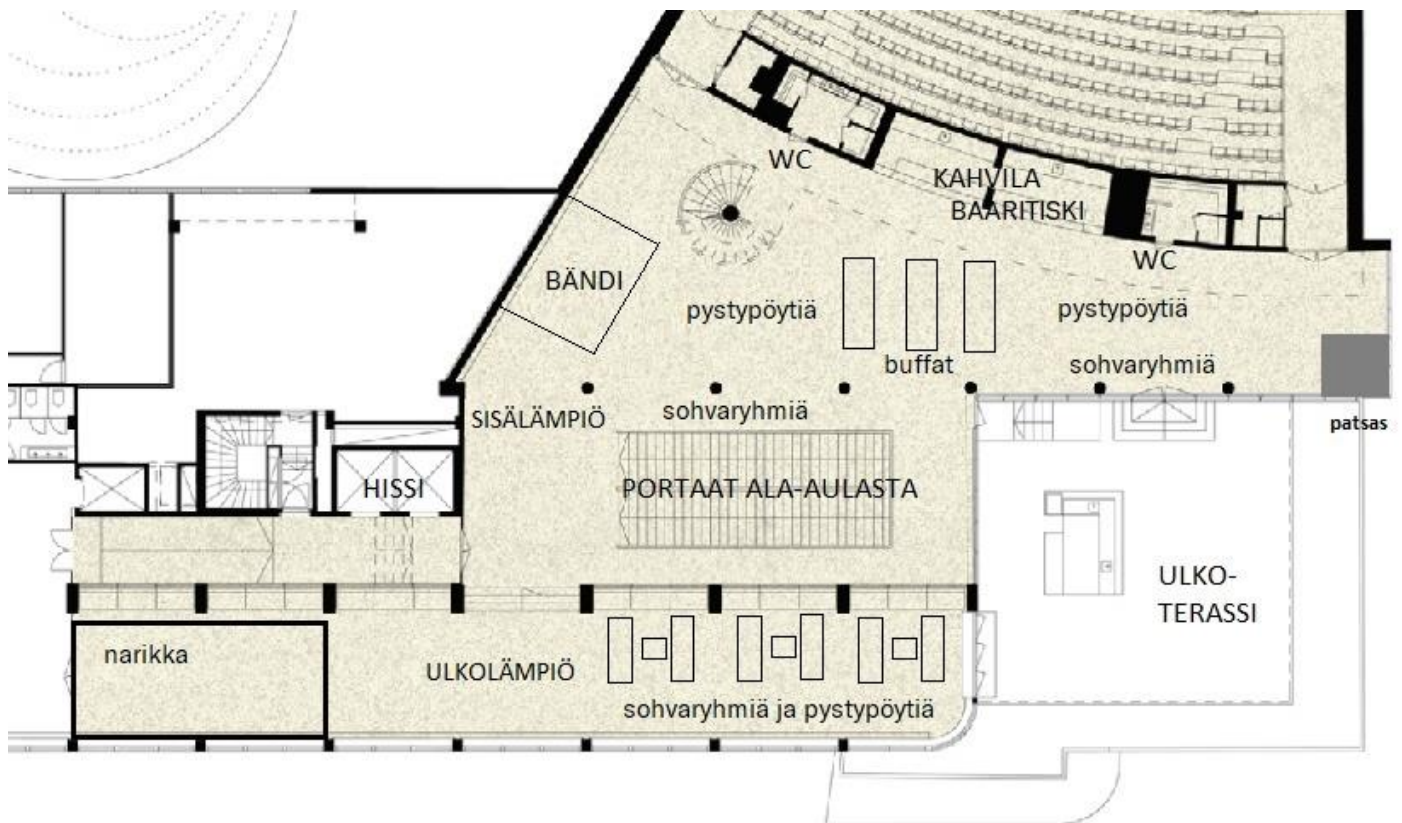 WC
KAHVILA
BAARITISKI
WC
BÄNDI
pystypöytiä
pystypöytiä
buffat
sohvaryhmiä
SISÄLÄMPIÖ
sohvaryhmiä
patsas
HISSI
PORTAAT ALA-AULASTA
ULKO-
TERASSI
narikka
ULKOLÄMPIÖ
sohvaryhmiä ja pystypöytiä